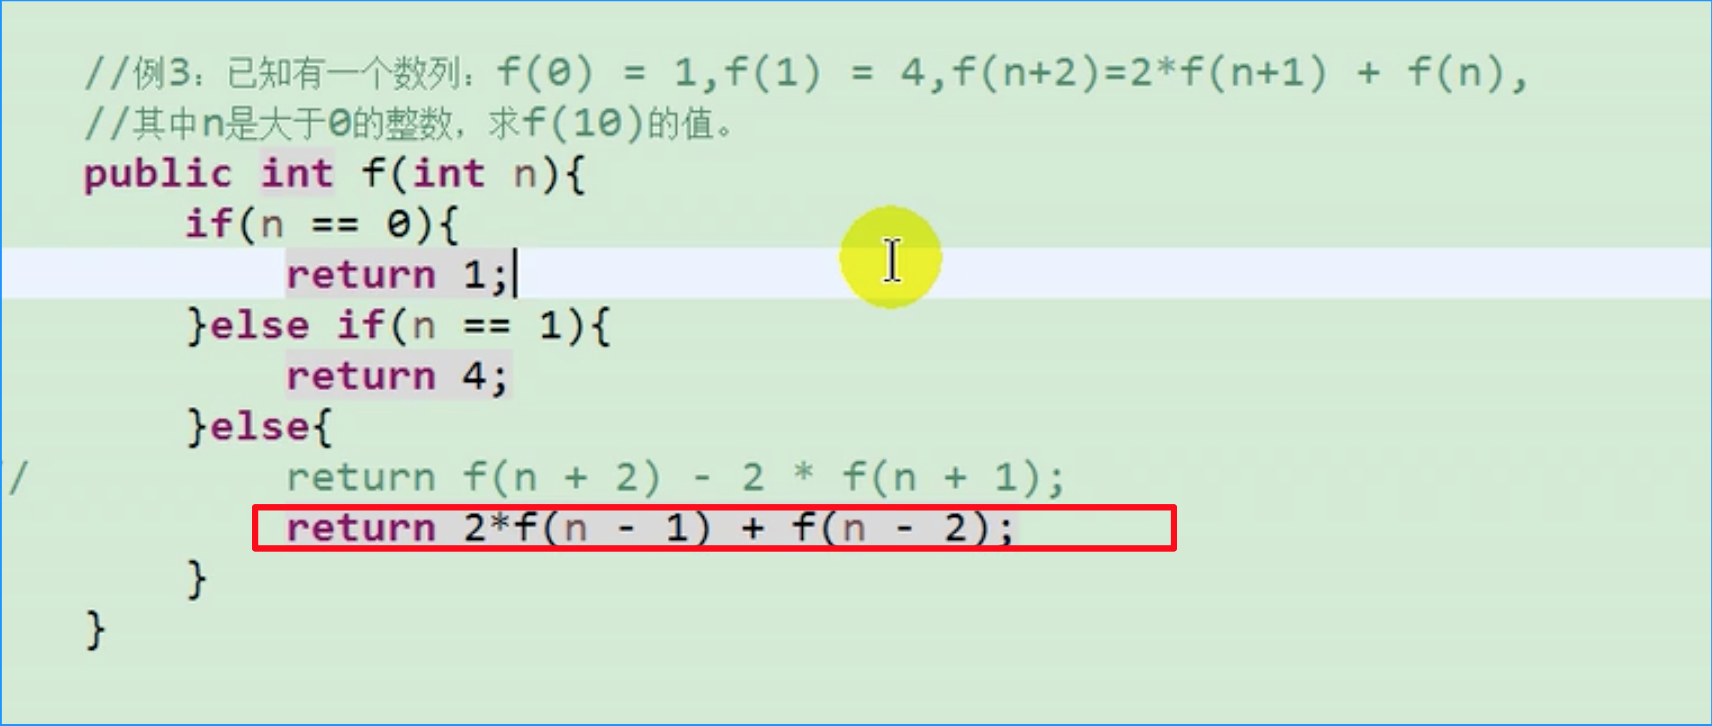 //例3：已知有一个数列：f(0) = 1,f(1) = 4,f(n+2)=2*f(n+1) + f(n),
//其中n是大于0的整数，求f(10)的值。
public int f(int n){
if(n == 0){
return 1;
}else if(n == 1){
return 4;
}else{
/ return f(n + 2) - 2 * f(n + 1);
return 2*f(n - 1) + f(n - 2);
}
}